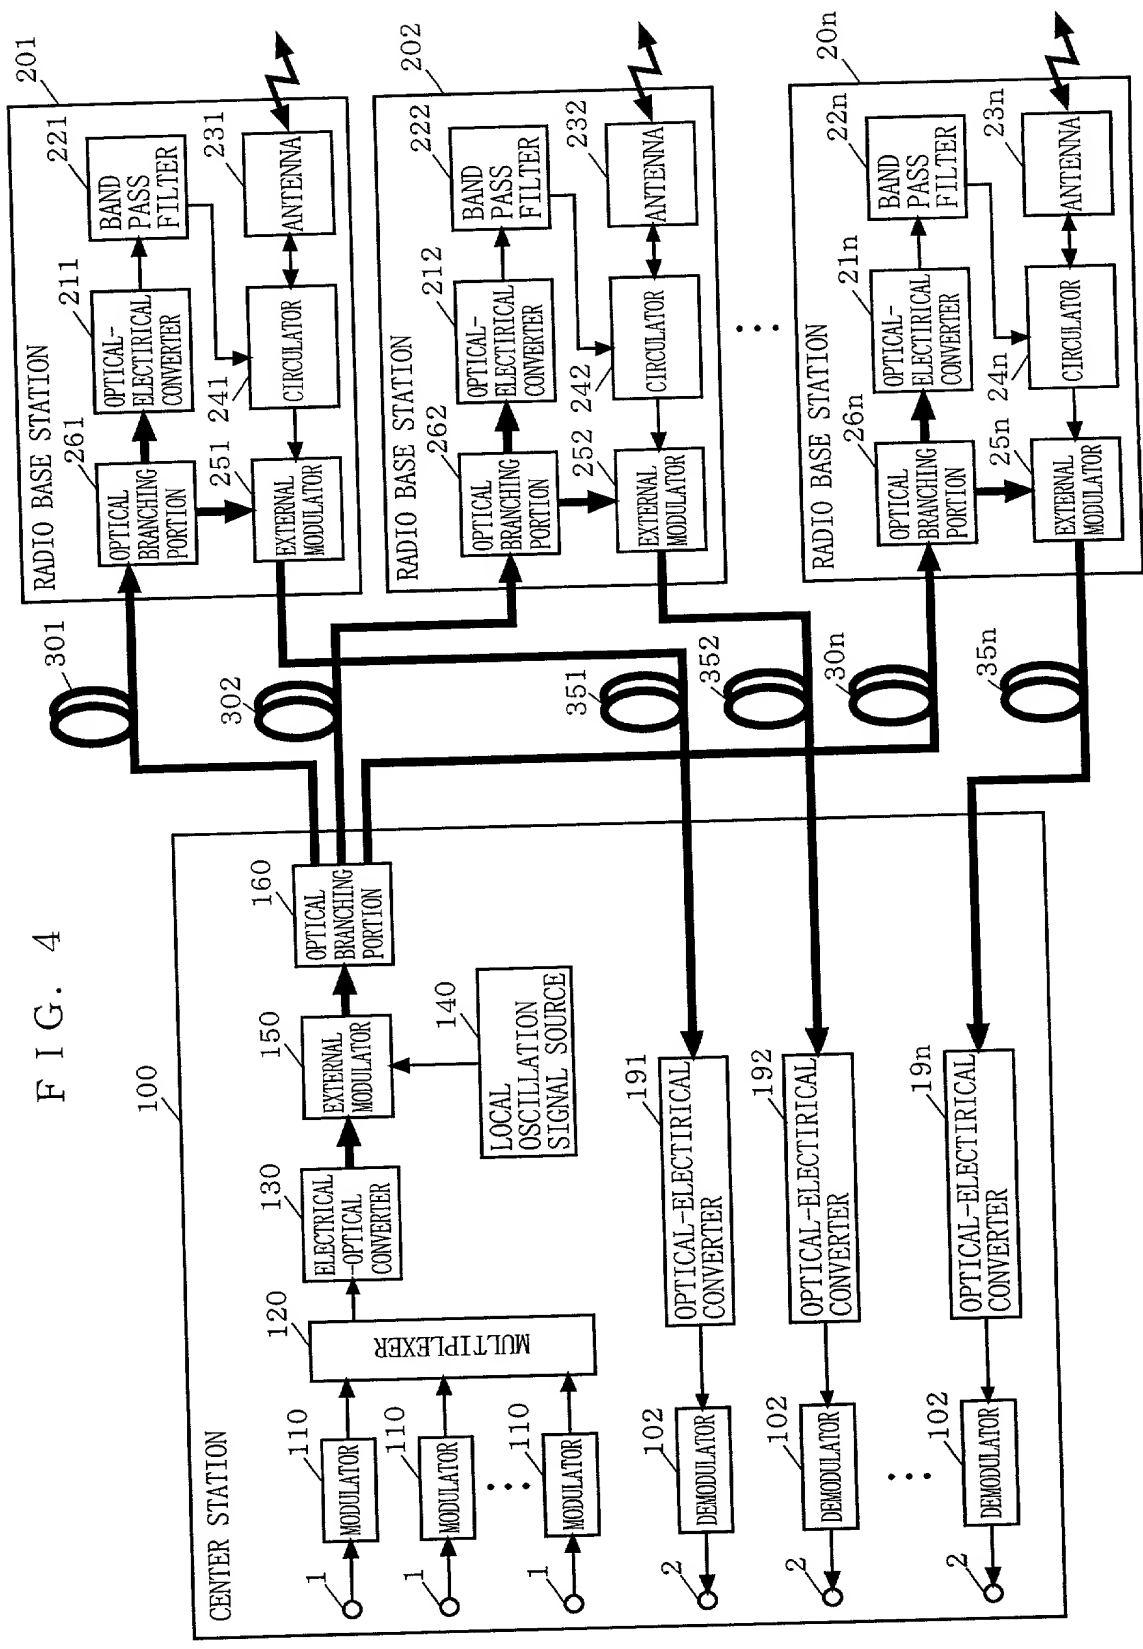 F I G. 4
100
CENTER STATION
1
110
MODULATOR
1
110
MODULATOR
1
110
MODULATOR
120
MULTIPLEXER
130
ELECTRICAL
-OPTICAL
CONVERTER
150
EXTERNAL
MODULATOR
140
LOCAL
OSCILLATION
SIGNAL SOURCE
160
OPTICAL
BRANCHING
PORTION
2
102
DEMODULATOR
191
OPTICAL-ELECTIRICAL
CONVERTER
2
102
DEMODULATOR
192
OPTICAL-ELECTIRICAL
CONVERTER
2
102
DEMODULATOR
19n
OPTICAL-ELECTIRICAL
CONVERTER
301
302
351
352
30n
35n
201
RADIO BASE STATION
261
OPTICAL
BRANCHING
PORTION
211
OPTICAL-
ELECTIRICAL
CONVERTER
221
BAND
PASS
FILTER
251
EXTERNAL
MODULATOR
241
CIRCULATOR
231
ANTENNA
202
RADIO BASE STATION
262
OPTICAL
BRANCHING
PORTION
212
OPTICAL-
ELECTIRICAL
CONVERTER
222
BAND
PASS
FILTER
252
EXTERNAL
MODULATOR
242
CIRCULATOR
232
ANTENNA
20n
RADIO BASE STATION
26n
OPTICAL
BRANCHING
PORTION
21n
OPTICAL-
ELECTIRICAL
CONVERTER
22n
BAND
PASS
FILTER
25n
EXTERNAL
MODULATOR
24n
CIRCULATOR
23n
ANTENNA